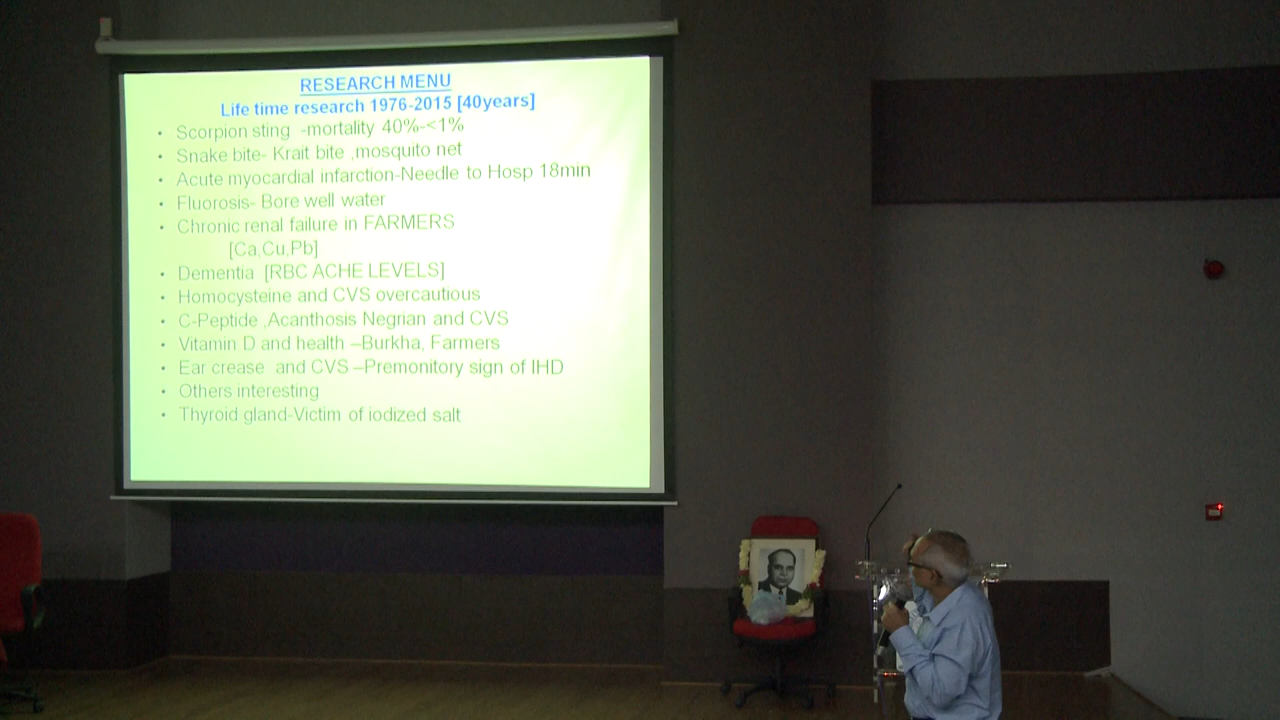 RESEARCH MENU
Life time research 1976-2015 [40years]
• Scorpion sting -mortality 40%-<1%
• Snake bite- Krait bite ,mosquito net
• Acute myocardial infarction-Needle to Hosp 18min
• Fluorosis- Bore well water
• Chronic renal failure in FARMERS
[Ca,Cu,Pb]
• Dementia [RBC ACHE LEVELS]
• Homocysteine and CVS overcautious
• C-Peptide ,Acanthosis Negrian and CVS
• Vitamin D and health –Burkha, Farmers
• Ear crease and CVS –Premonitory sign of IHD
• Others interesting
• Thyroid gland-Victim of iodized salt